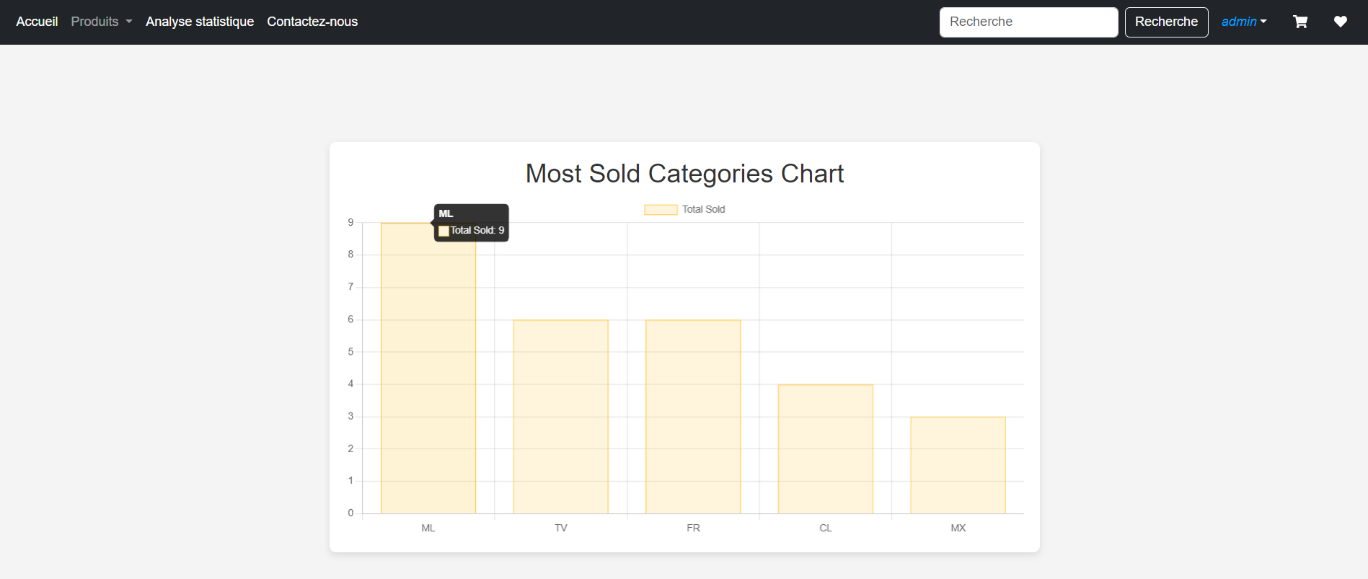 Accueil Produits Analyse statistique Contactez-nous Recherche Recherche admin
Most Sold Categories Chart
Total Sold
ML
Total Sold: 9
9
8
7
6
5
4
3
2
1
0
ML TV FR CL MX